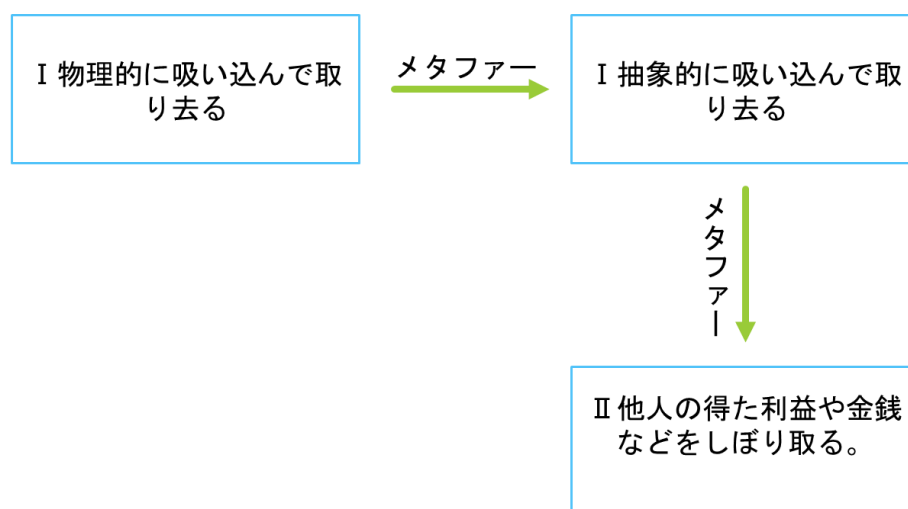 Ⅰ物理的に吸い込んで取
り去る
メタファー
Ⅰ抽象的に吸い込んで取
り去る
メタファー
Ⅱ他人の得た利益や金銭
などをしぼり取る。